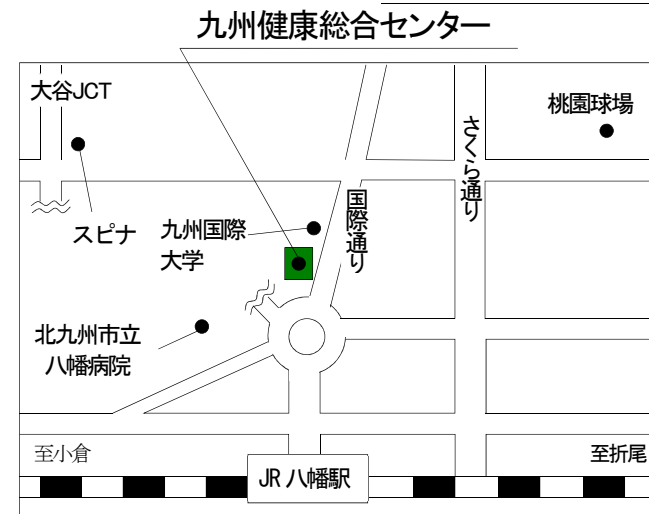 九州健康総合センター
大谷JCT
桃園球場
さくら通り
国際通り
スピナ
九州国際
大学
北九州市立
八幡病院
至小倉
至折尾
JR 八幡駅